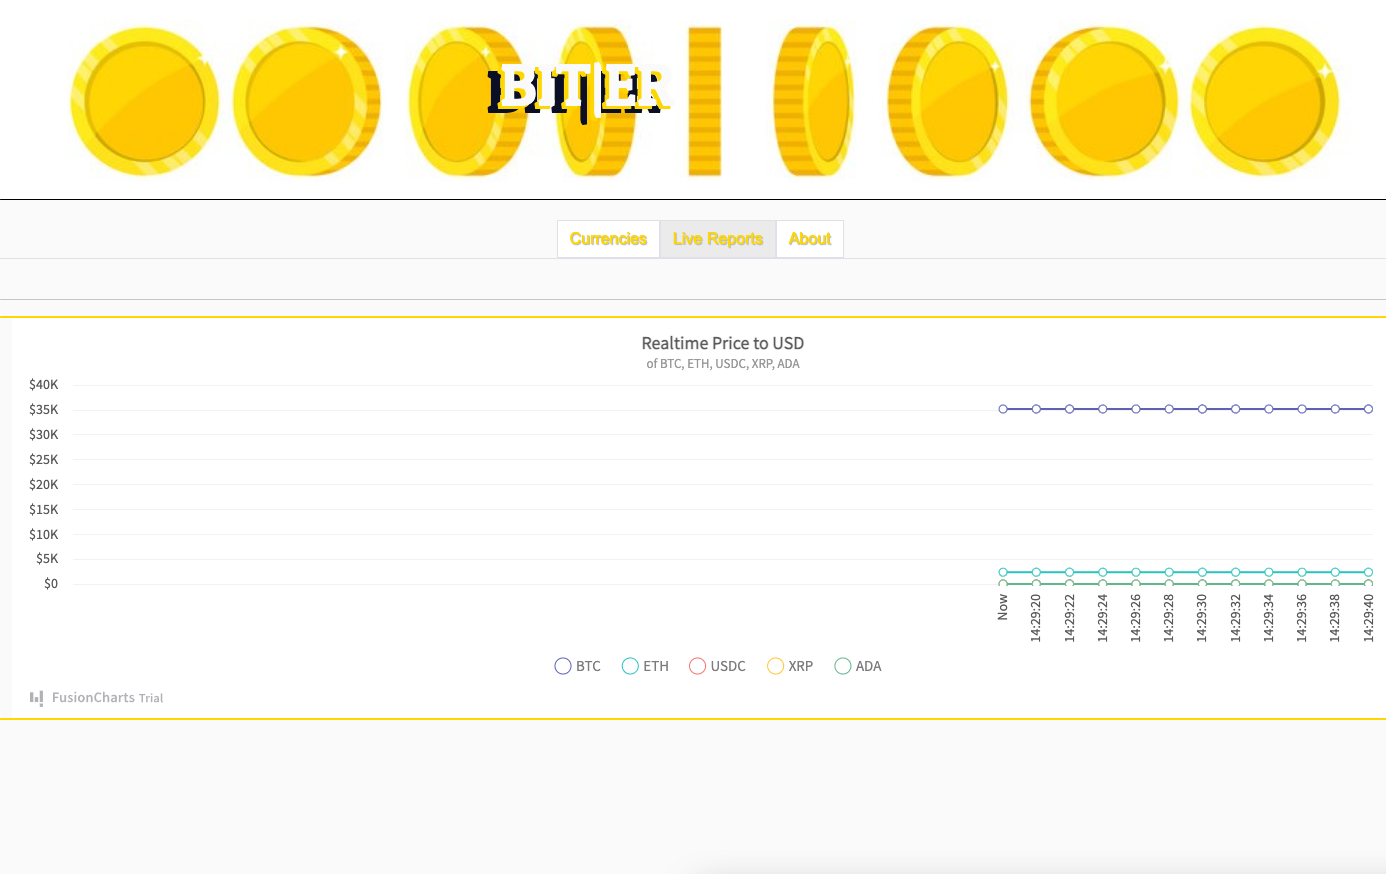 BIT|ER
Currencies Live Reports About
Realtime Price to USD
of BTC, ETH, USDC, XRP, ADA
$40K
$35K
$30K
$25K
$20K
$15K
$10K
$5K
$0
Now 14:29:20 14:29:22 14:29:24 14:29:26 14:29:28 14:29:30 14:29:32 14:29:34 14:29:36 14:29:38 14:29:40
BTC ETH USDC XRP ADA
FusionCharts Trial